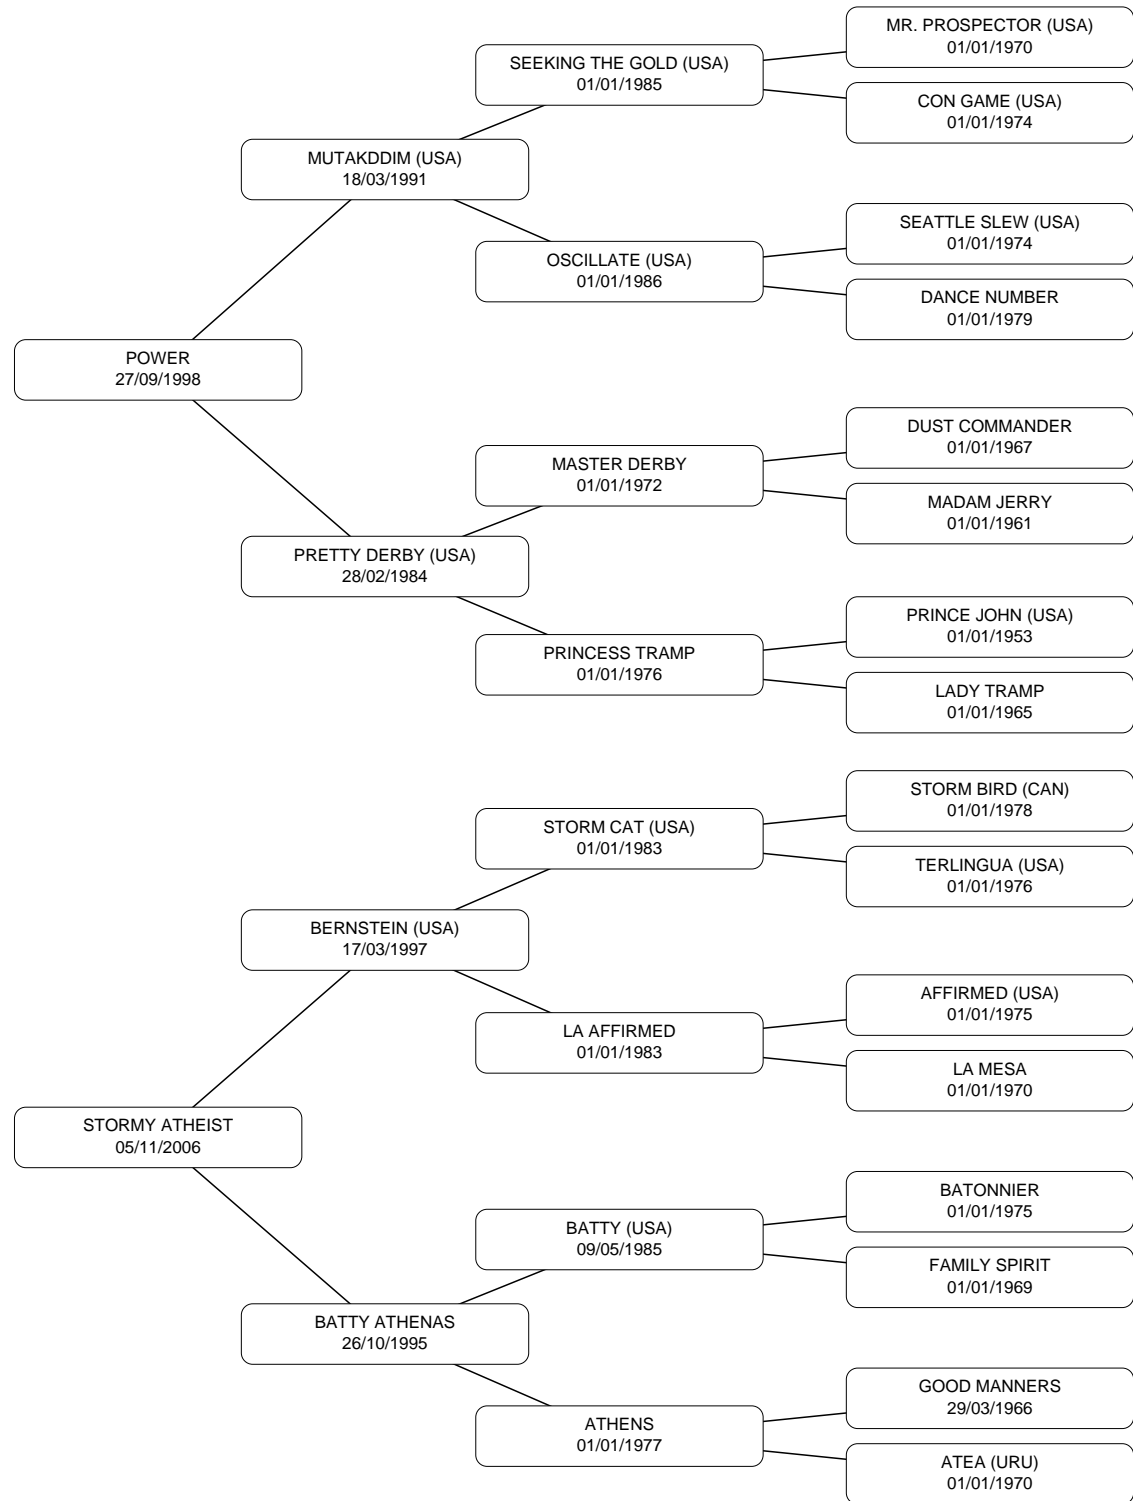 MR. PROSPECTOR (USA)
01/01/1970
SEEKING THE GOLD (USA)
01/01/1985
CON GAME (USA)
01/01/1974
MUTAKDDIM (USA)
18/03/1991
SEATTLE SLEW (USA)
01/01/1974
OSCILLATE (USA)
01/01/1986
DANCE NUMBER
01/01/1979
POWER
27/09/1998
DUST COMMANDER
01/01/1967
MASTER DERBY
01/01/1972
MADAM JERRY
01/01/1961
PRETTY DERBY (USA)
28/02/1984
PRINCE JOHN (USA)
01/01/1953
PRINCESS TRAMP
01/01/1976
LADY TRAMP
01/01/1965
STORM BIRD (CAN)
01/01/1978
STORM CAT (USA)
01/01/1983
TERLINGUA (USA)
01/01/1976
BERNSTEIN (USA)
17/03/1997
AFFIRMED (USA)
01/01/1975
LA AFFIRMED
01/01/1983
LA MESA
01/01/1970
STORMY ATHEIST
05/11/2006
BATONNIER
01/01/1975
BATTY (USA)
09/05/1985
FAMILY SPIRIT
01/01/1969
BATTY ATHENAS
26/10/1995
GOOD MANNERS
29/03/1966
ATHENS
01/01/1977
ATEA (URU)
01/01/1970